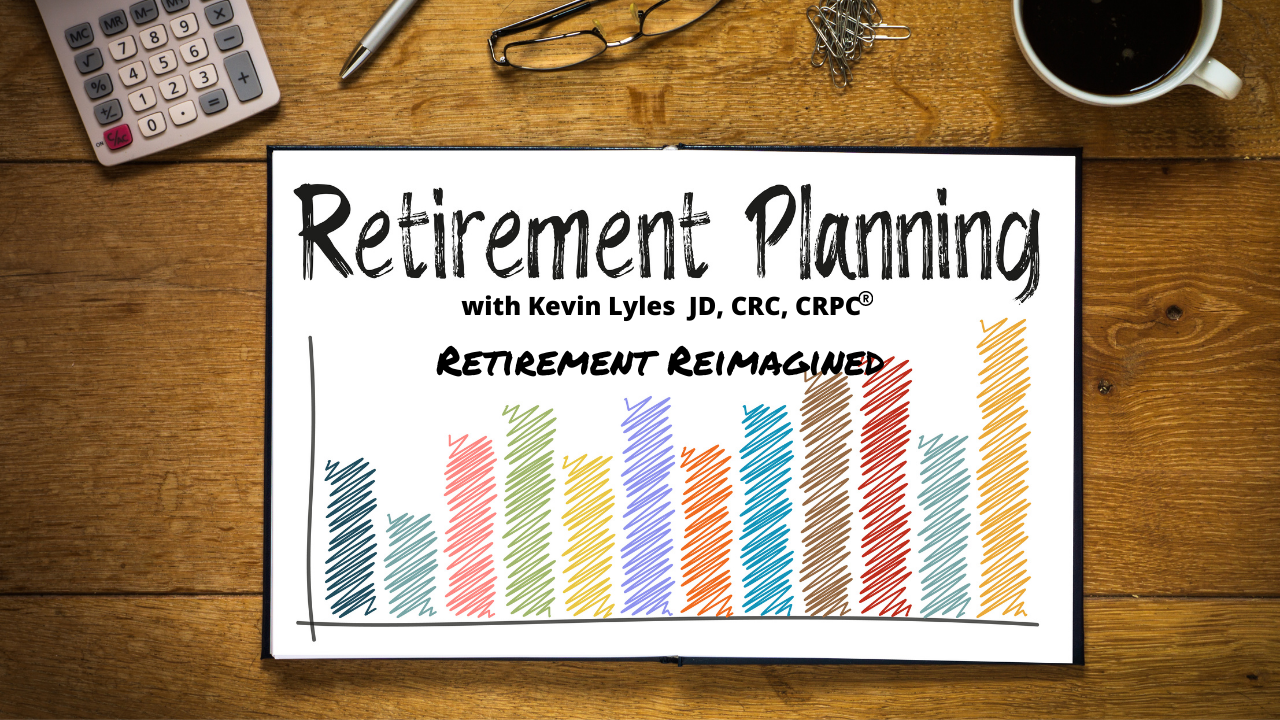 MC MR M- M+
√ 7 8 9 ×
% 4 5 6 −
+/− 1 2 3 +
ON C/AC 0 · =
Retirement Planning
with Kevin Lyles JD, CRC, CRPC®
Retirement Reimagined